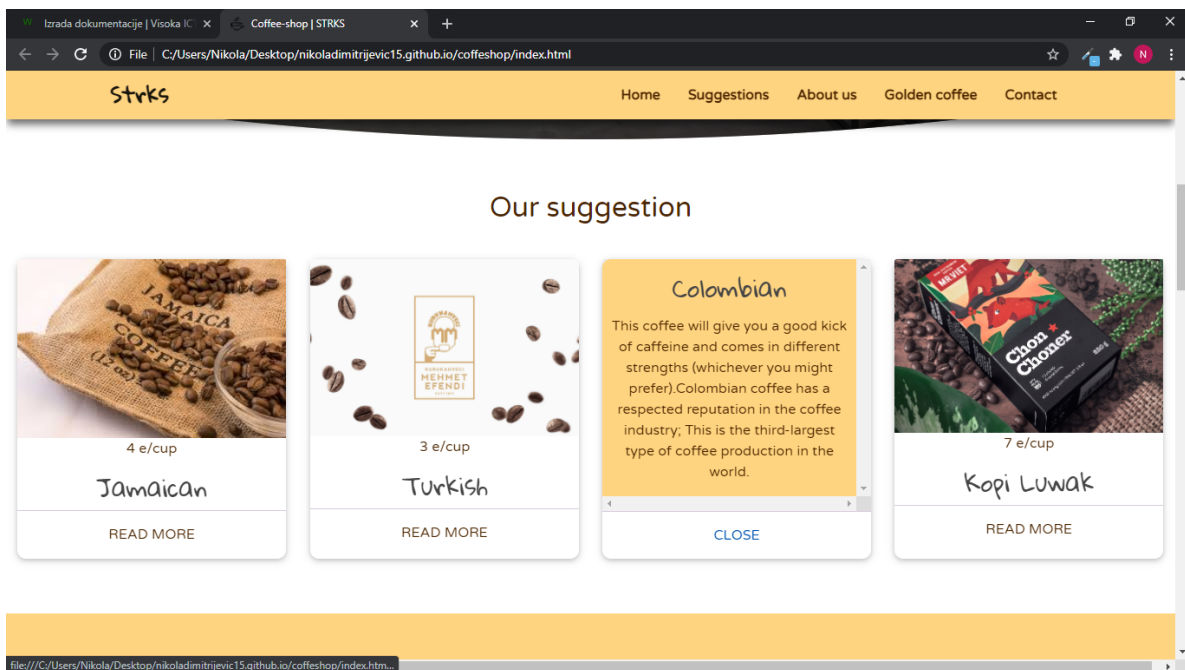 Izrada dokumentacije | Visoka IC
Coffee-shop | STRKS
File
C:/Users/Nikola/Desktop/nikoladimitrijevic15.github.io/coffeshop/index.html
N
Strks
Home
Suggestions
About us
Golden coffee
Contact
Our suggestion
JAMAICA
COFFEE
(12 oz)
4 e/cup
Jamaican
READ MORE
MEHMET
EFENDI
3 e/cup
Turkish
READ MORE
Colombian
This coffee will give you a good kick
of caffeine and comes in different
strengths (whichever you might
prefer).Colombian coffee has a
respected reputation in the coffee
industry; This is the third-largest
type of coffee production in the
world.
CLOSE
MR.VIET
Chon
Choner
7 e/cup
Kopi Luwak
READ MORE
file:///C:/Users/Nikola/Desktop/nikoladimitrijevic15.github.io/coffeshop/index.htm...